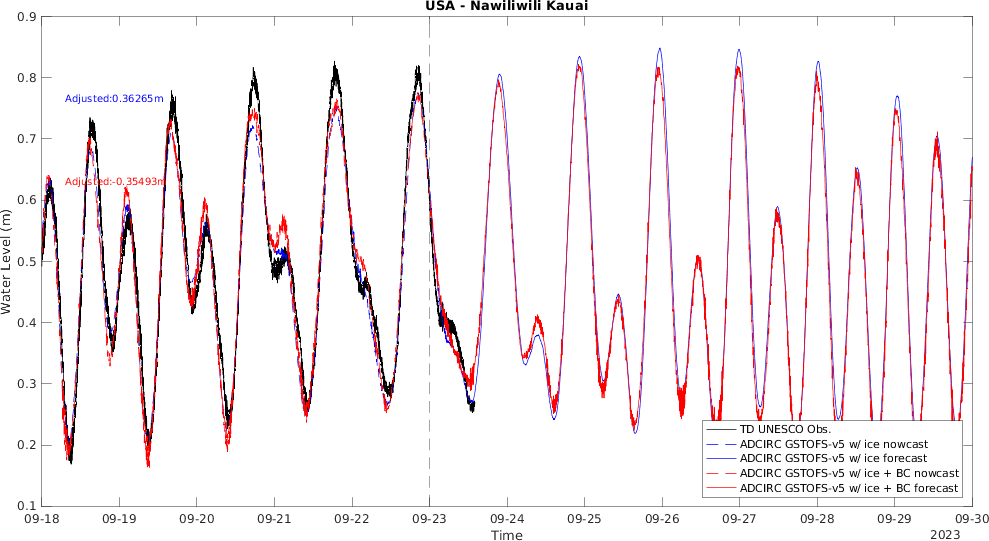 USA - Nawiliwili Kauai
0.9
0.8
0.7
0.6
0.5
0.4
0.3
0.2
0.1
Water Level (m)
Adjusted:0.36265m
Adjusted:-0.35493m
TD UNESCO Obs.
ADCIRC GSTOFS-v5 w/ ice nowcast
ADCIRC GSTOFS-v5 w/ ice forecast
ADCIRC GSTOFS-v5 w/ ice + BC nowcast
ADCIRC GSTOFS-v5 w/ ice + BC forecast
09-18 09-19 09-20 09-21 09-22 09-23 09-24 09-25 09-26 09-27 09-28 09-29 09-30
Time
2023